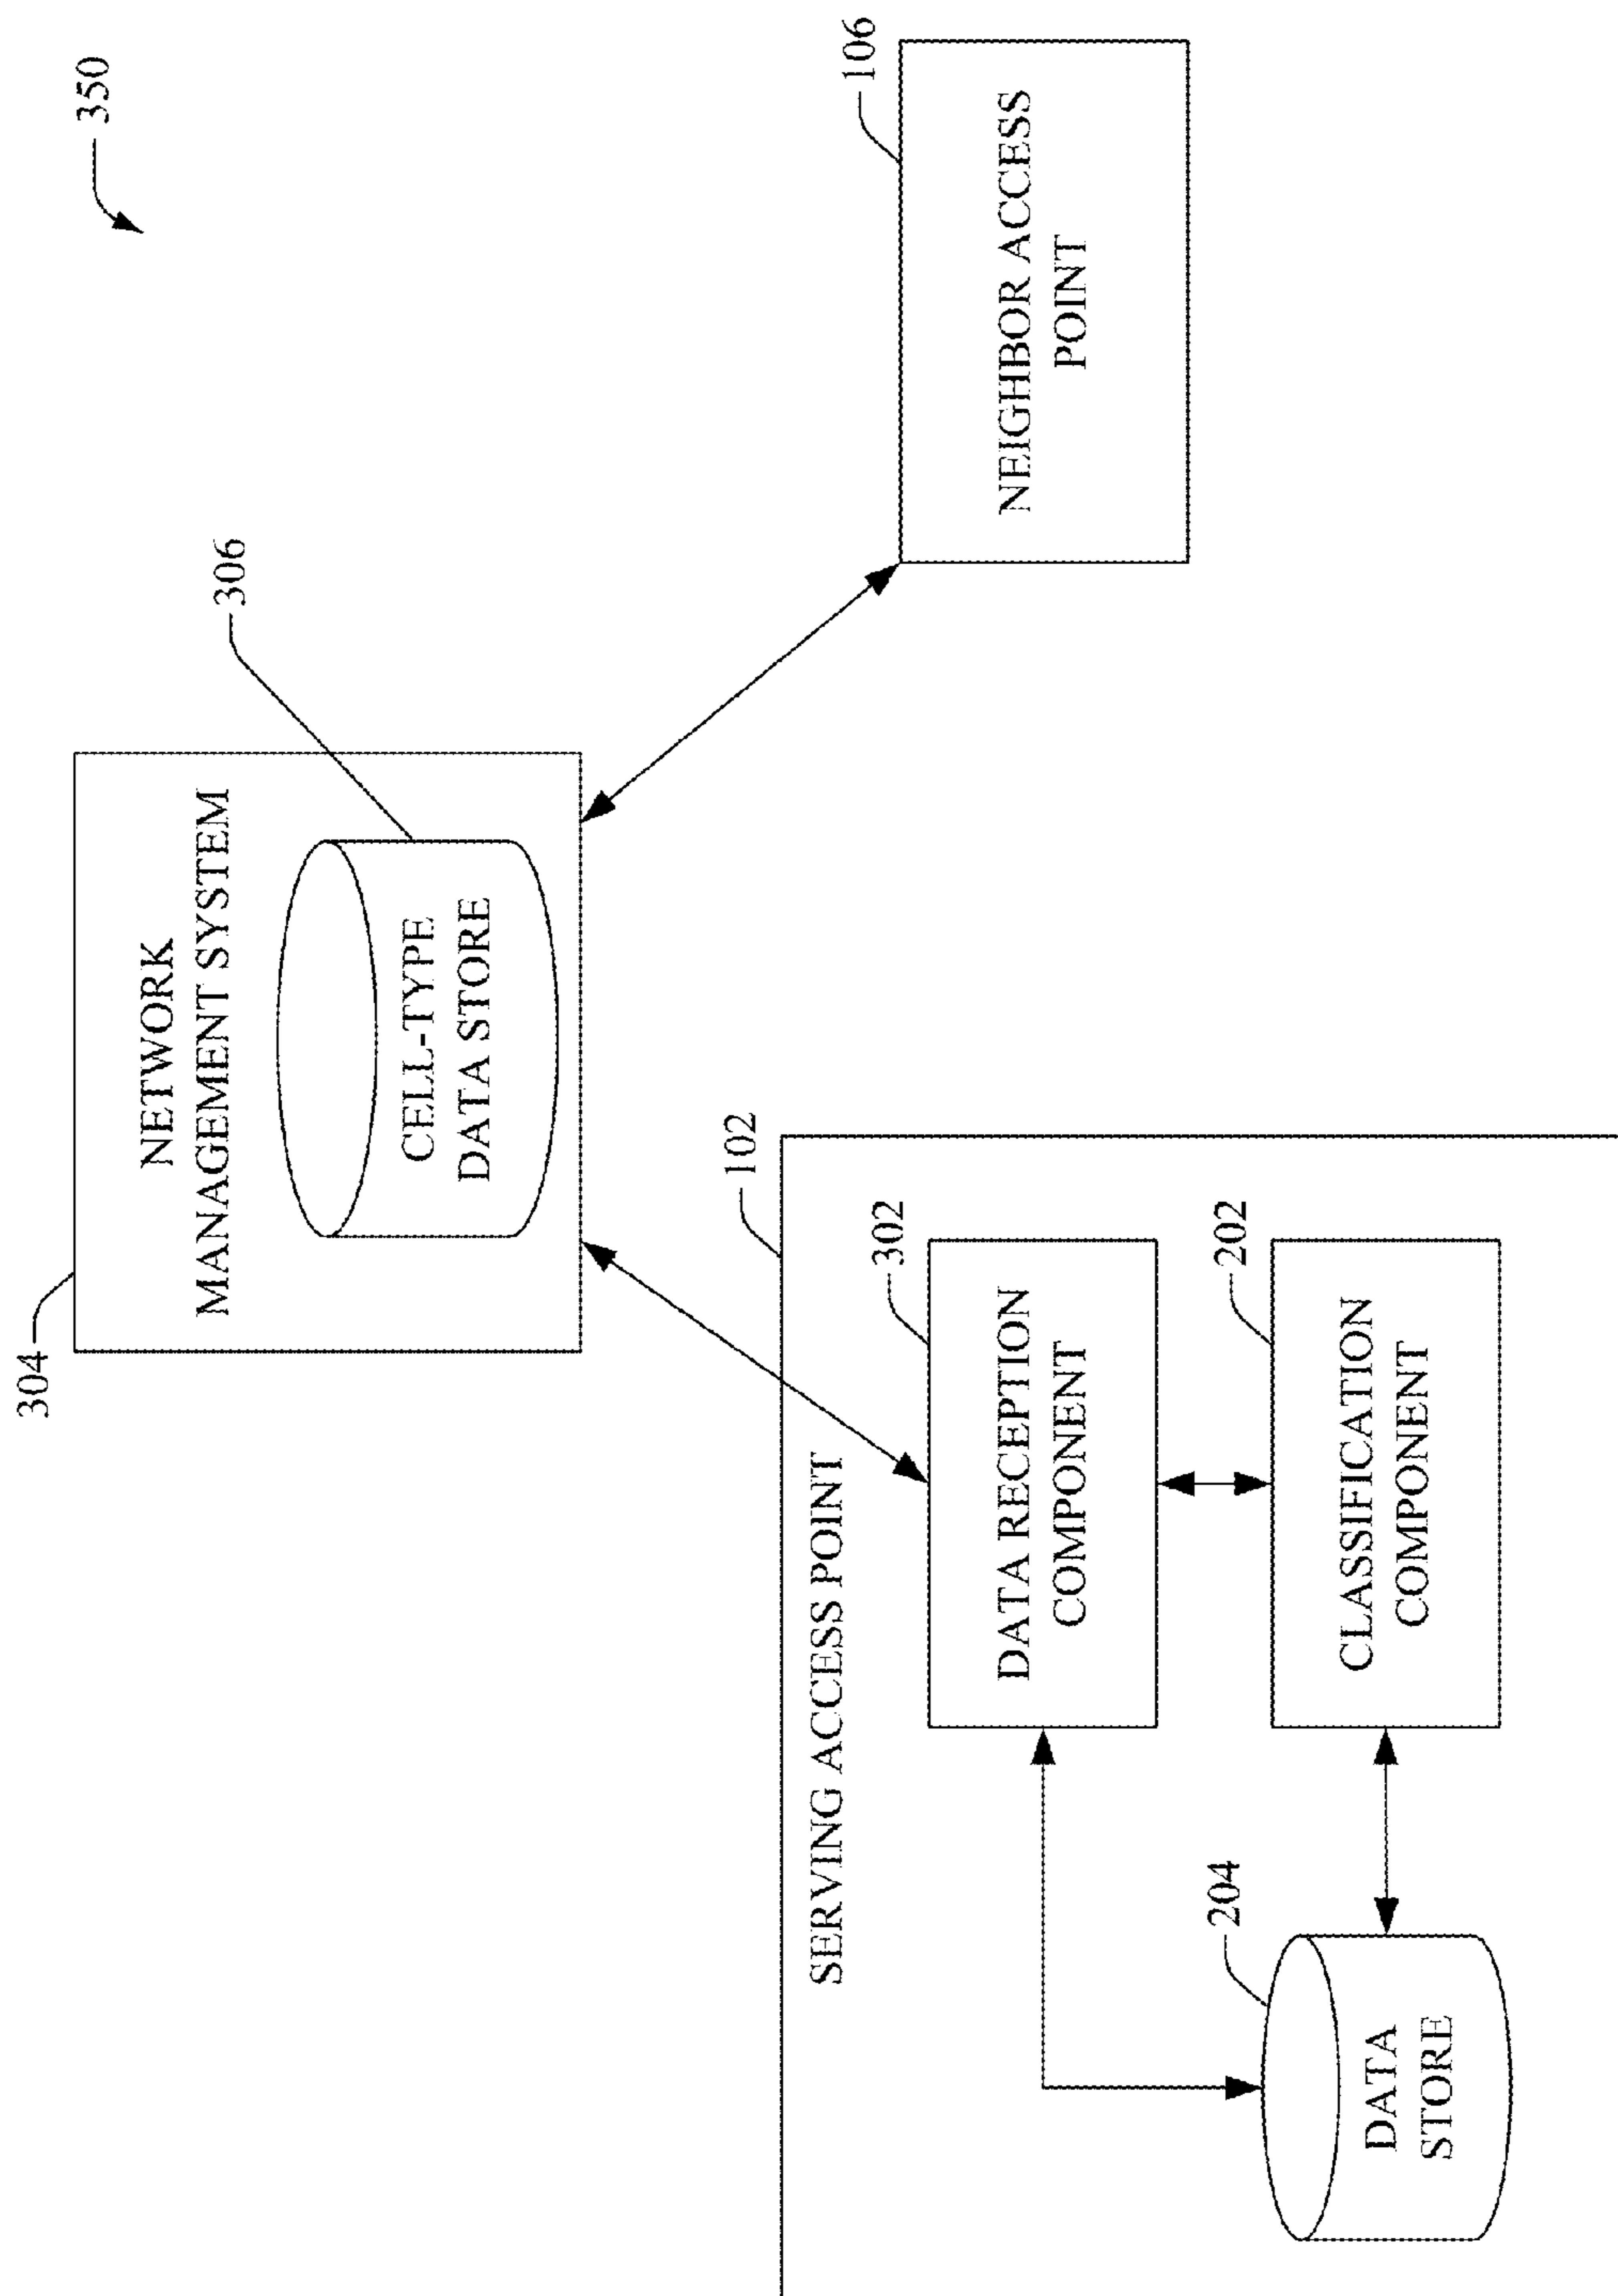 350
304
NETWORK
MANAGEMENT SYSTEM
306
CELL-TYPE
DATA STORE
106
NEIGHBOR ACCESS
POINT
102
SERVING ACCESS POINT
302
DATA RECEPTION
COMPONENT
202
CLASSIFICATION
COMPONENT
204
DATA
STORE